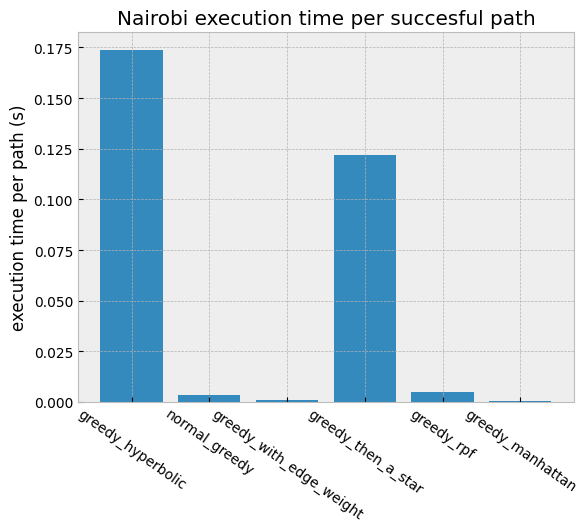 Nairobi execution time per succesful path
execution time per path (s)
0.175
0.150
0.125
0.100
0.075
0.050
0.025
0.000
greedy_hyperbolic
normal_greedy
greedy_with_edge_weight
greedy_then_a_star
greedy_rpf
greedy_manhattan